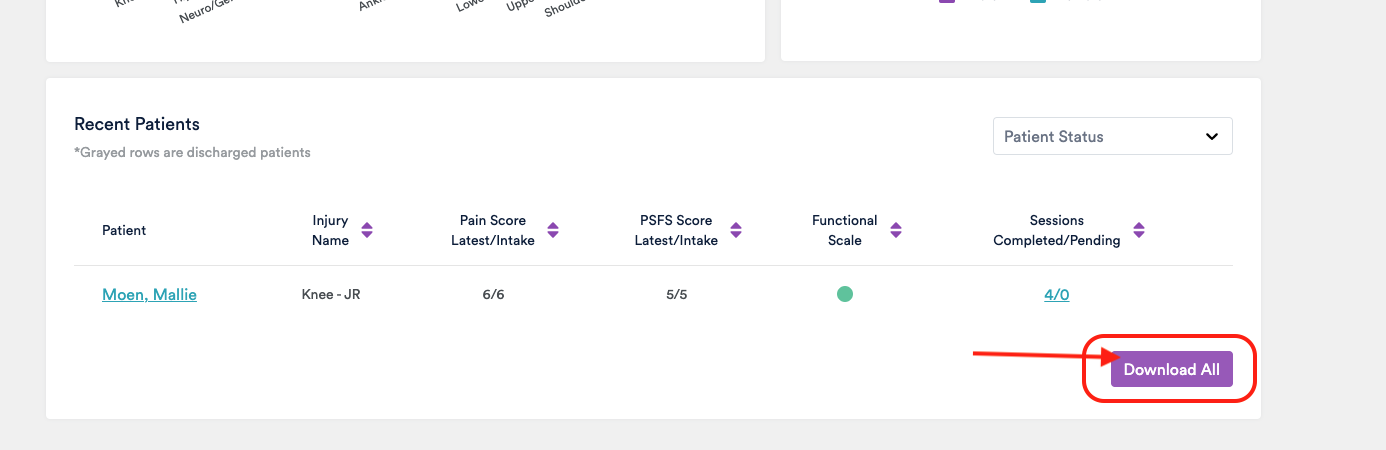 Recent Patients
*Grayed rows are discharged patients
Patient Status
Patient
Injury
Name
Pain Score
Latest/Intake
PSFS Score
Latest/Intake
Functional
Scale
Sessions
Completed/Pending
Moen, Mallie
Knee - JR
6/6
5/5
4/0
Download All